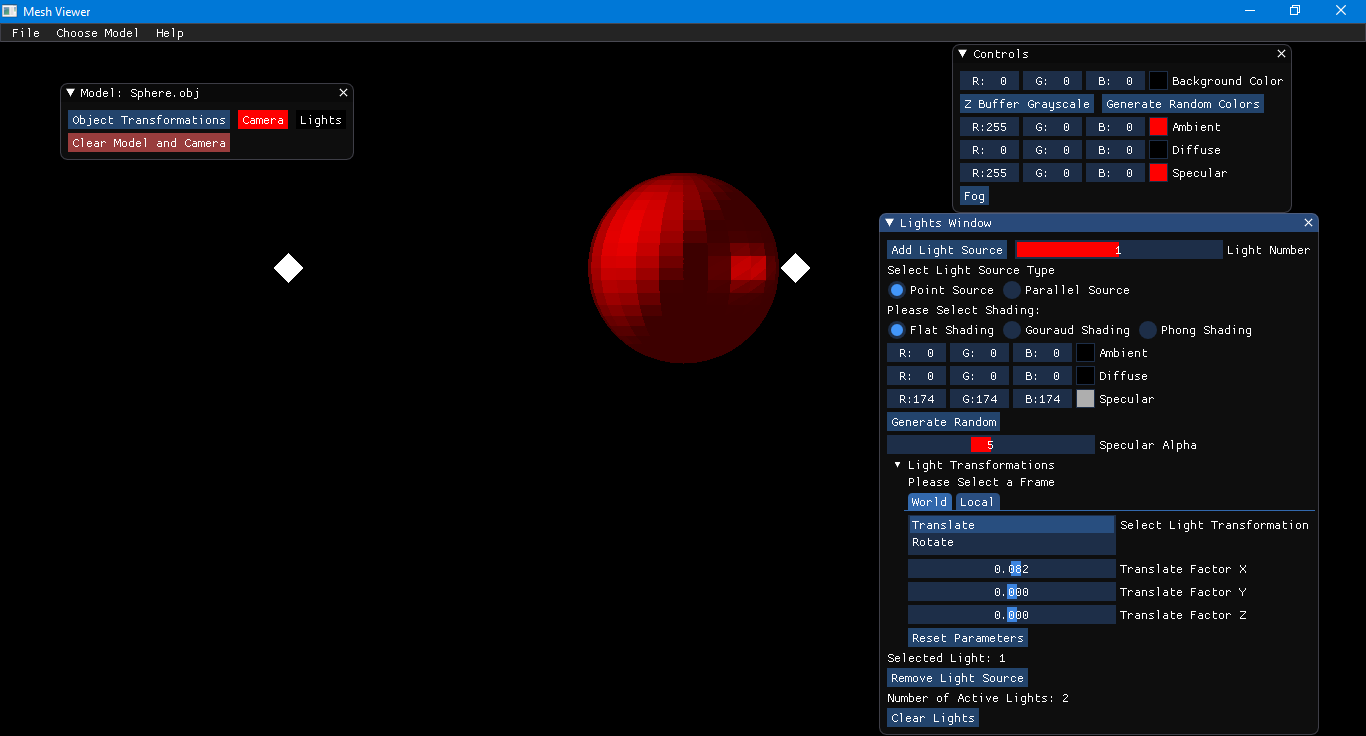 Mesh Viewer
File Choose Model Help
Model: Sphere.obj
Object Transformations Camera Lights
Clear Model and Camera
Controls
R: 0 G: 0 B: 0 Background Color
Z Buffer Grayscale Generate Random Colors
R:255 G: 0 B: 0 Ambient
R: 0 G: 0 B: 0 Diffuse
R:255 G: 0 B: 0 Specular
Fog
Lights Window
Add Light Source 1 Light Number
Select Light Source Type
Point Source Parallel Source
Please Select Shading:
Flat Shading Gouraud Shading Phong Shading
R: 0 G: 0 B: 0 Ambient
R: 0 G: 0 B: 0 Diffuse
R:174 G:174 B:174 Specular
Generate Random
5 Specular Alpha
Light Transformations
Please Select a Frame
World Local
Translate Select Light Transformation
Rotate
0.082 Translate Factor X
0.000 Translate Factor Y
0.000 Translate Factor Z
Reset Parameters
Selected Light: 1
Remove Light Source
Number of Active Lights: 2
Clear Lights